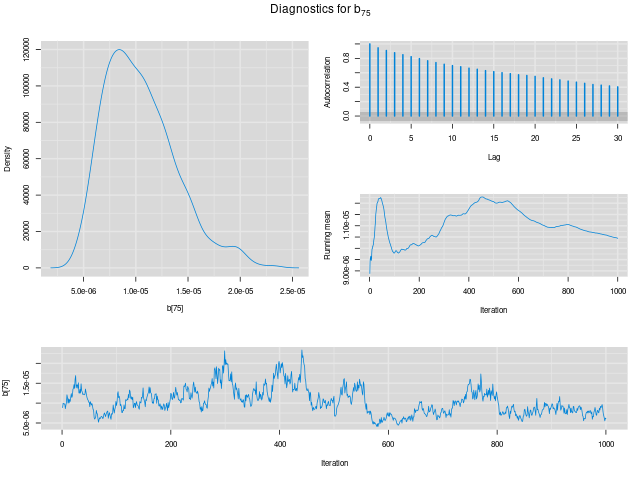 Diagnostics for b75
Density
0
20000
40000
60000
80000
100000
120000
5.0e-06 1.0e-05 1.5e-05 2.0e-05 2.5e-05
b[75]
Autocorrelation
0.0 0.4 0.8
0 5 10 15 20 25 30
Lag
Running mean
9.00e-06 1.10e-05
0 200 400 600 800 1000
Iteration
b[75]
5.0e-06 1.5e-05
0 200 400 600 800 1000
Iteration